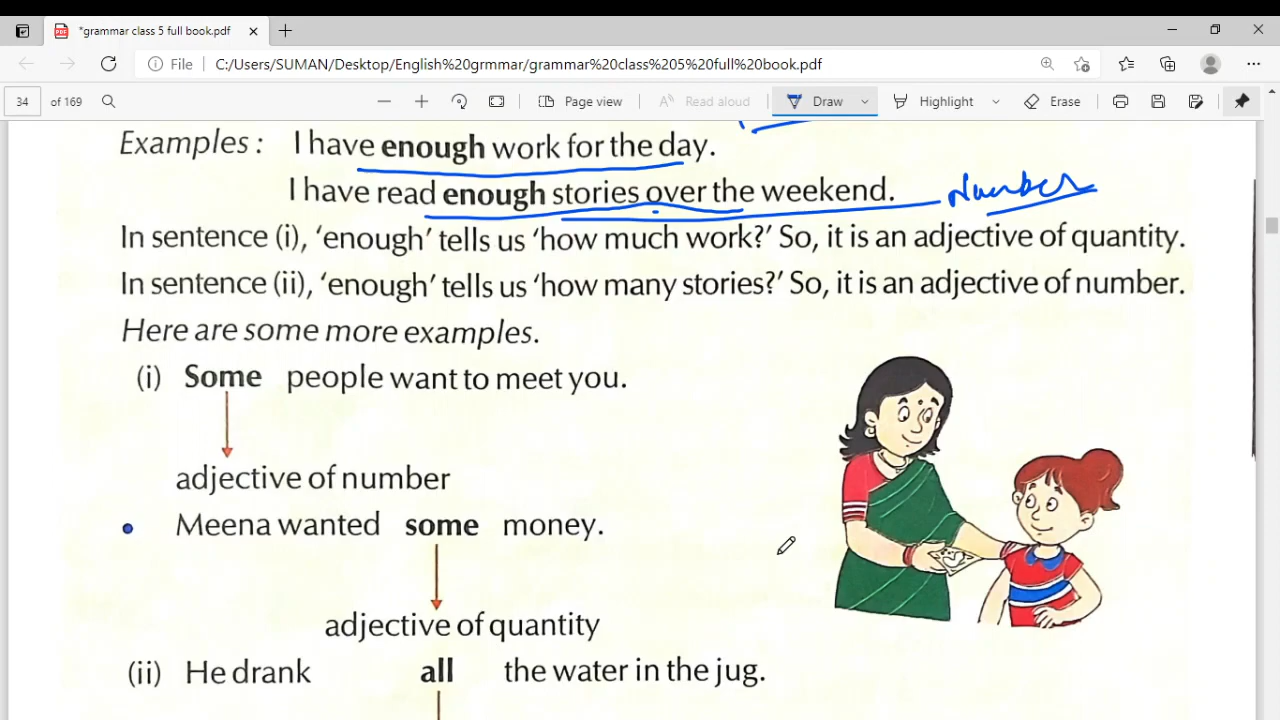 *grammar class 5 full book.pdf
File C:/Users/SUMAN/Desktop/English%20grmmar/grammar%20class%205%20full%20book.pdf
34 of 169 Page view Read aloud Draw Highlight Erase
Examples : I have enough work for the day.
I have read enough stories over the weekend. Number
In sentence (i), ‘enough’ tells us ‘how much work?’ So, it is an adjective of quantity.
In sentence (ii), ‘enough’ tells us ‘how many stories?’ So, it is an adjective of number.
Here are some more examples.
(i) Some people want to meet you.
adjective of number
• Meena wanted some money.
adjective of quantity
(ii) He drank all the water in the jug.